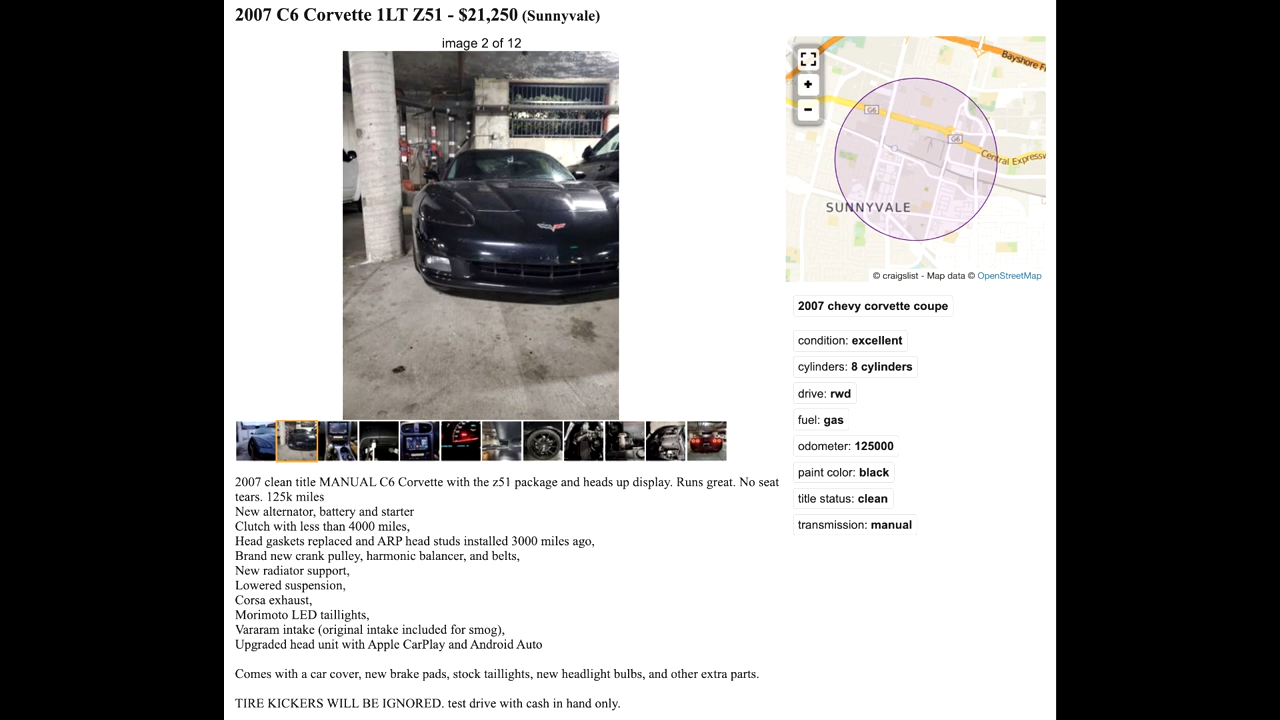 2007 C6 Corvette 1LT Z51 - $21,250 (Sunnyvale)
image 2 of 12
2007 clean title MANUAL C6 Corvette with the z51 package and heads up display. Runs great. No seat
tears. 125k miles
New alternator, battery and starter
Clutch with less than 4000 miles,
Head gaskets replaced and ARP head studs installed 3000 miles ago,
Brand new crank pulley, harmonic balancer, and belts,
New radiator support,
Lowered suspension,
Corsa exhaust,
Morimoto LED taillights,
Vararam intake (original intake included for smog),
Upgraded head unit with Apple CarPlay and Android Auto
Comes with a car cover, new brake pads, stock taillights, new headlight bulbs, and other extra parts.
TIRE KICKERS WILL BE IGNORED. test drive with cash in hand only.
+
−
Bayshore
G6
G6
Central
SUNNYVALE
© craigslist - Map data © OpenStreetMap
2007 chevy corvette coupe
condition: excellent
cylinders: 8 cylinders
drive: rwd
fuel: gas
odometer: 125000
paint color: black
title status: clean
transmission: manual